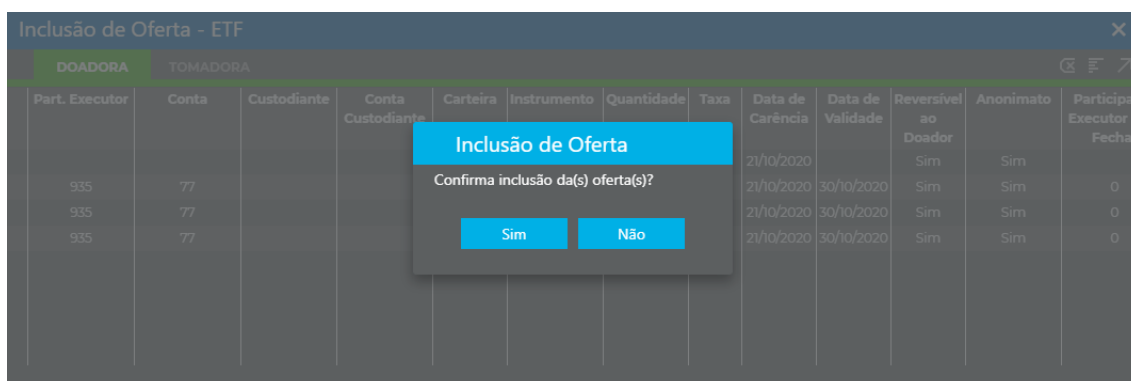 Inclusão de Oferta - ETF
DOADORA TOMADORA
Part. Executor Conta Custodiante Conta Custodiante Carteira Instrumento Quantidade Taxa Data de Carência Data de Validade Reversível ao Doador Anonimato Participa Executor Fecha
21/10/2020 Sim Sim
935 77 21/10/2020 30/10/2020 Sim Sim 0
935 77 21/10/2020 30/10/2020 Sim Sim 0
935 77 21/10/2020 30/10/2020 Sim Sim 0
Inclusão de Oferta
Confirma inclusão da(s) oferta(s)?
Sim Não